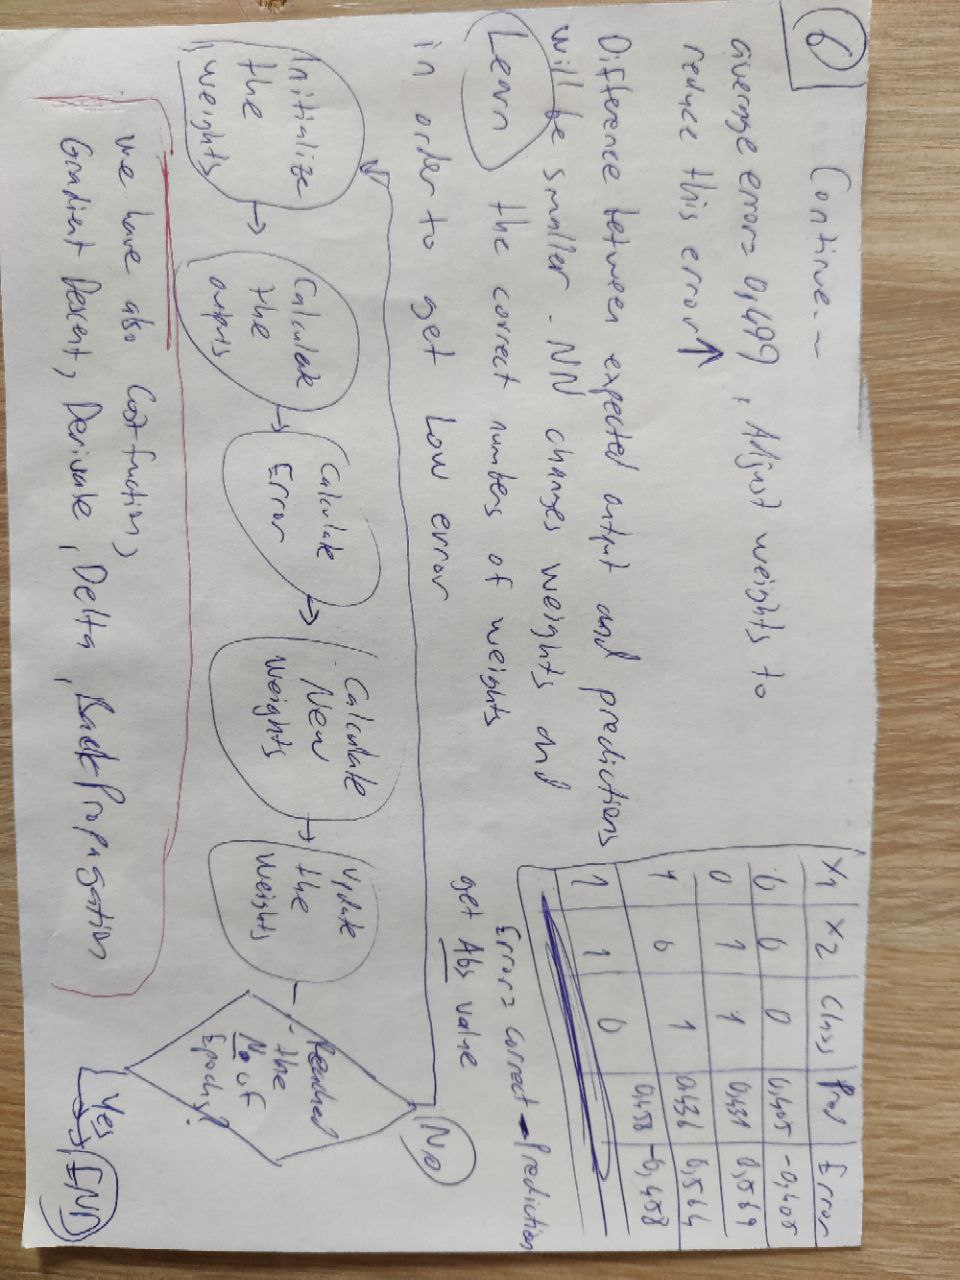 6
Continue...
average error= 0,499 , Adjust weights to
reduce this error↑
Difference between expected output and predictions
will be smaller. NN changes weights and
Learn the correct numbers of weights
in order to get Low error
X1 X2 Class Pred Error
0 0 0 0,405 -0,405
0 1 1 0,431 0,569
1 0 1 0,436 0,564
1 1 0 0,458 -0,458
Error= correct - Prediction
get Abs value
No
Initialize
the
weights
Calculate
the
outputs
Calculate
Error
Calculate
New
weights
update
the
weights
Reached
the
No of
Epochs?
Yes
END
we have also Cost function,
Gradient Descent, Derivate, Delta, BackPropagation